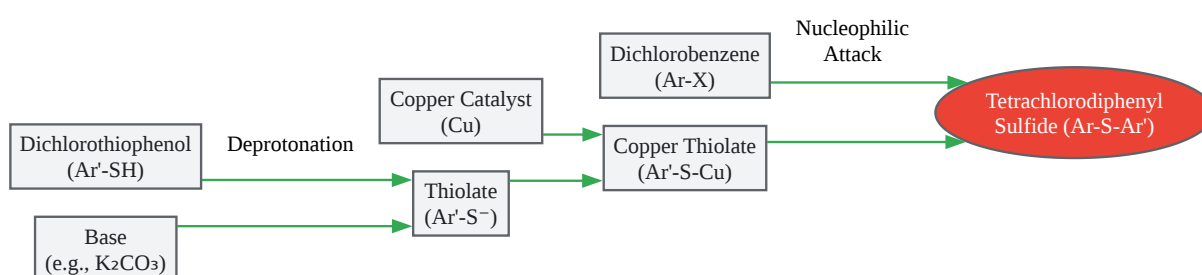 Nucleophilic
Attack
Dichlorobenzene
(Ar-X)
Copper Catalyst
(Cu)
Tetrachlorodiphenyl
Sulfide (Ar-S-Ar')
Dichlorothiophenol
(Ar'-SH)
Deprotonation
Copper Thiolate
(Ar'-S-Cu)
Thiolate
(Ar'-S⁻)
Base
(e.g., K₂CO₃)